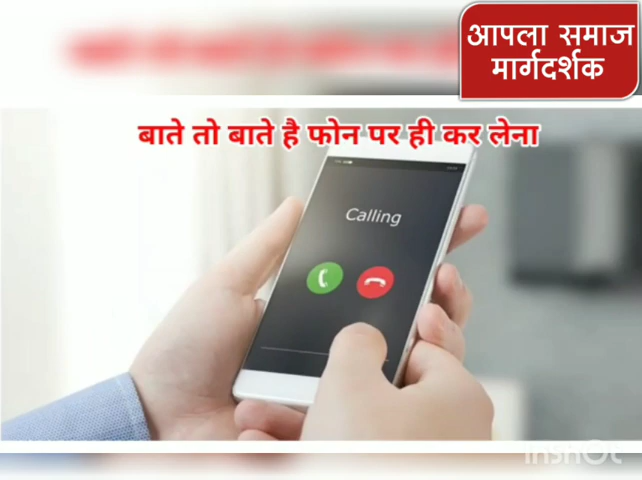 आपला समाज
मार्गदर्शक
बाते तो बाते है फोन पर ही कर लेना
Calling
INSHOT